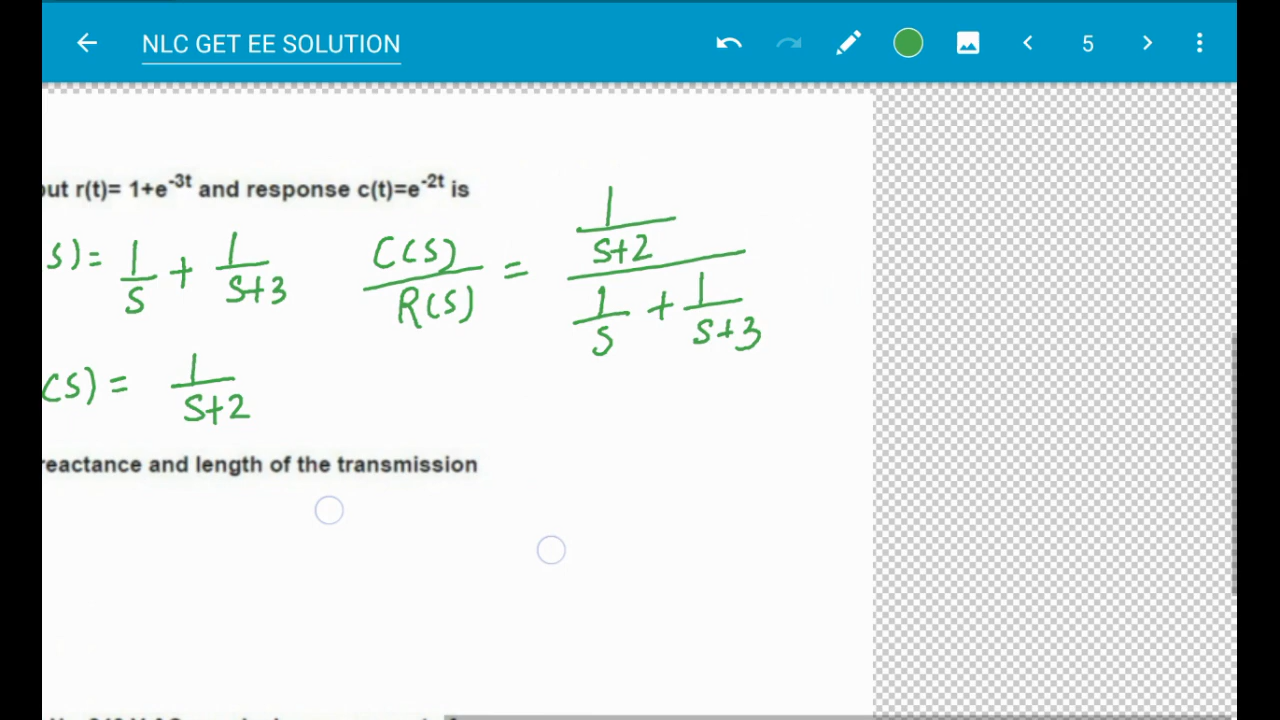 NLC GET EE SOLUTION
5
r(t)= 1+e^-3t and response c(t)=e^-2t is
s) = 1/s + 1/(s+3)   C(s)/R(s) = (1/(s+2))/(1/s + 1/(s+3))
(s) = 1/(s+2)
reactance and length of the transmission